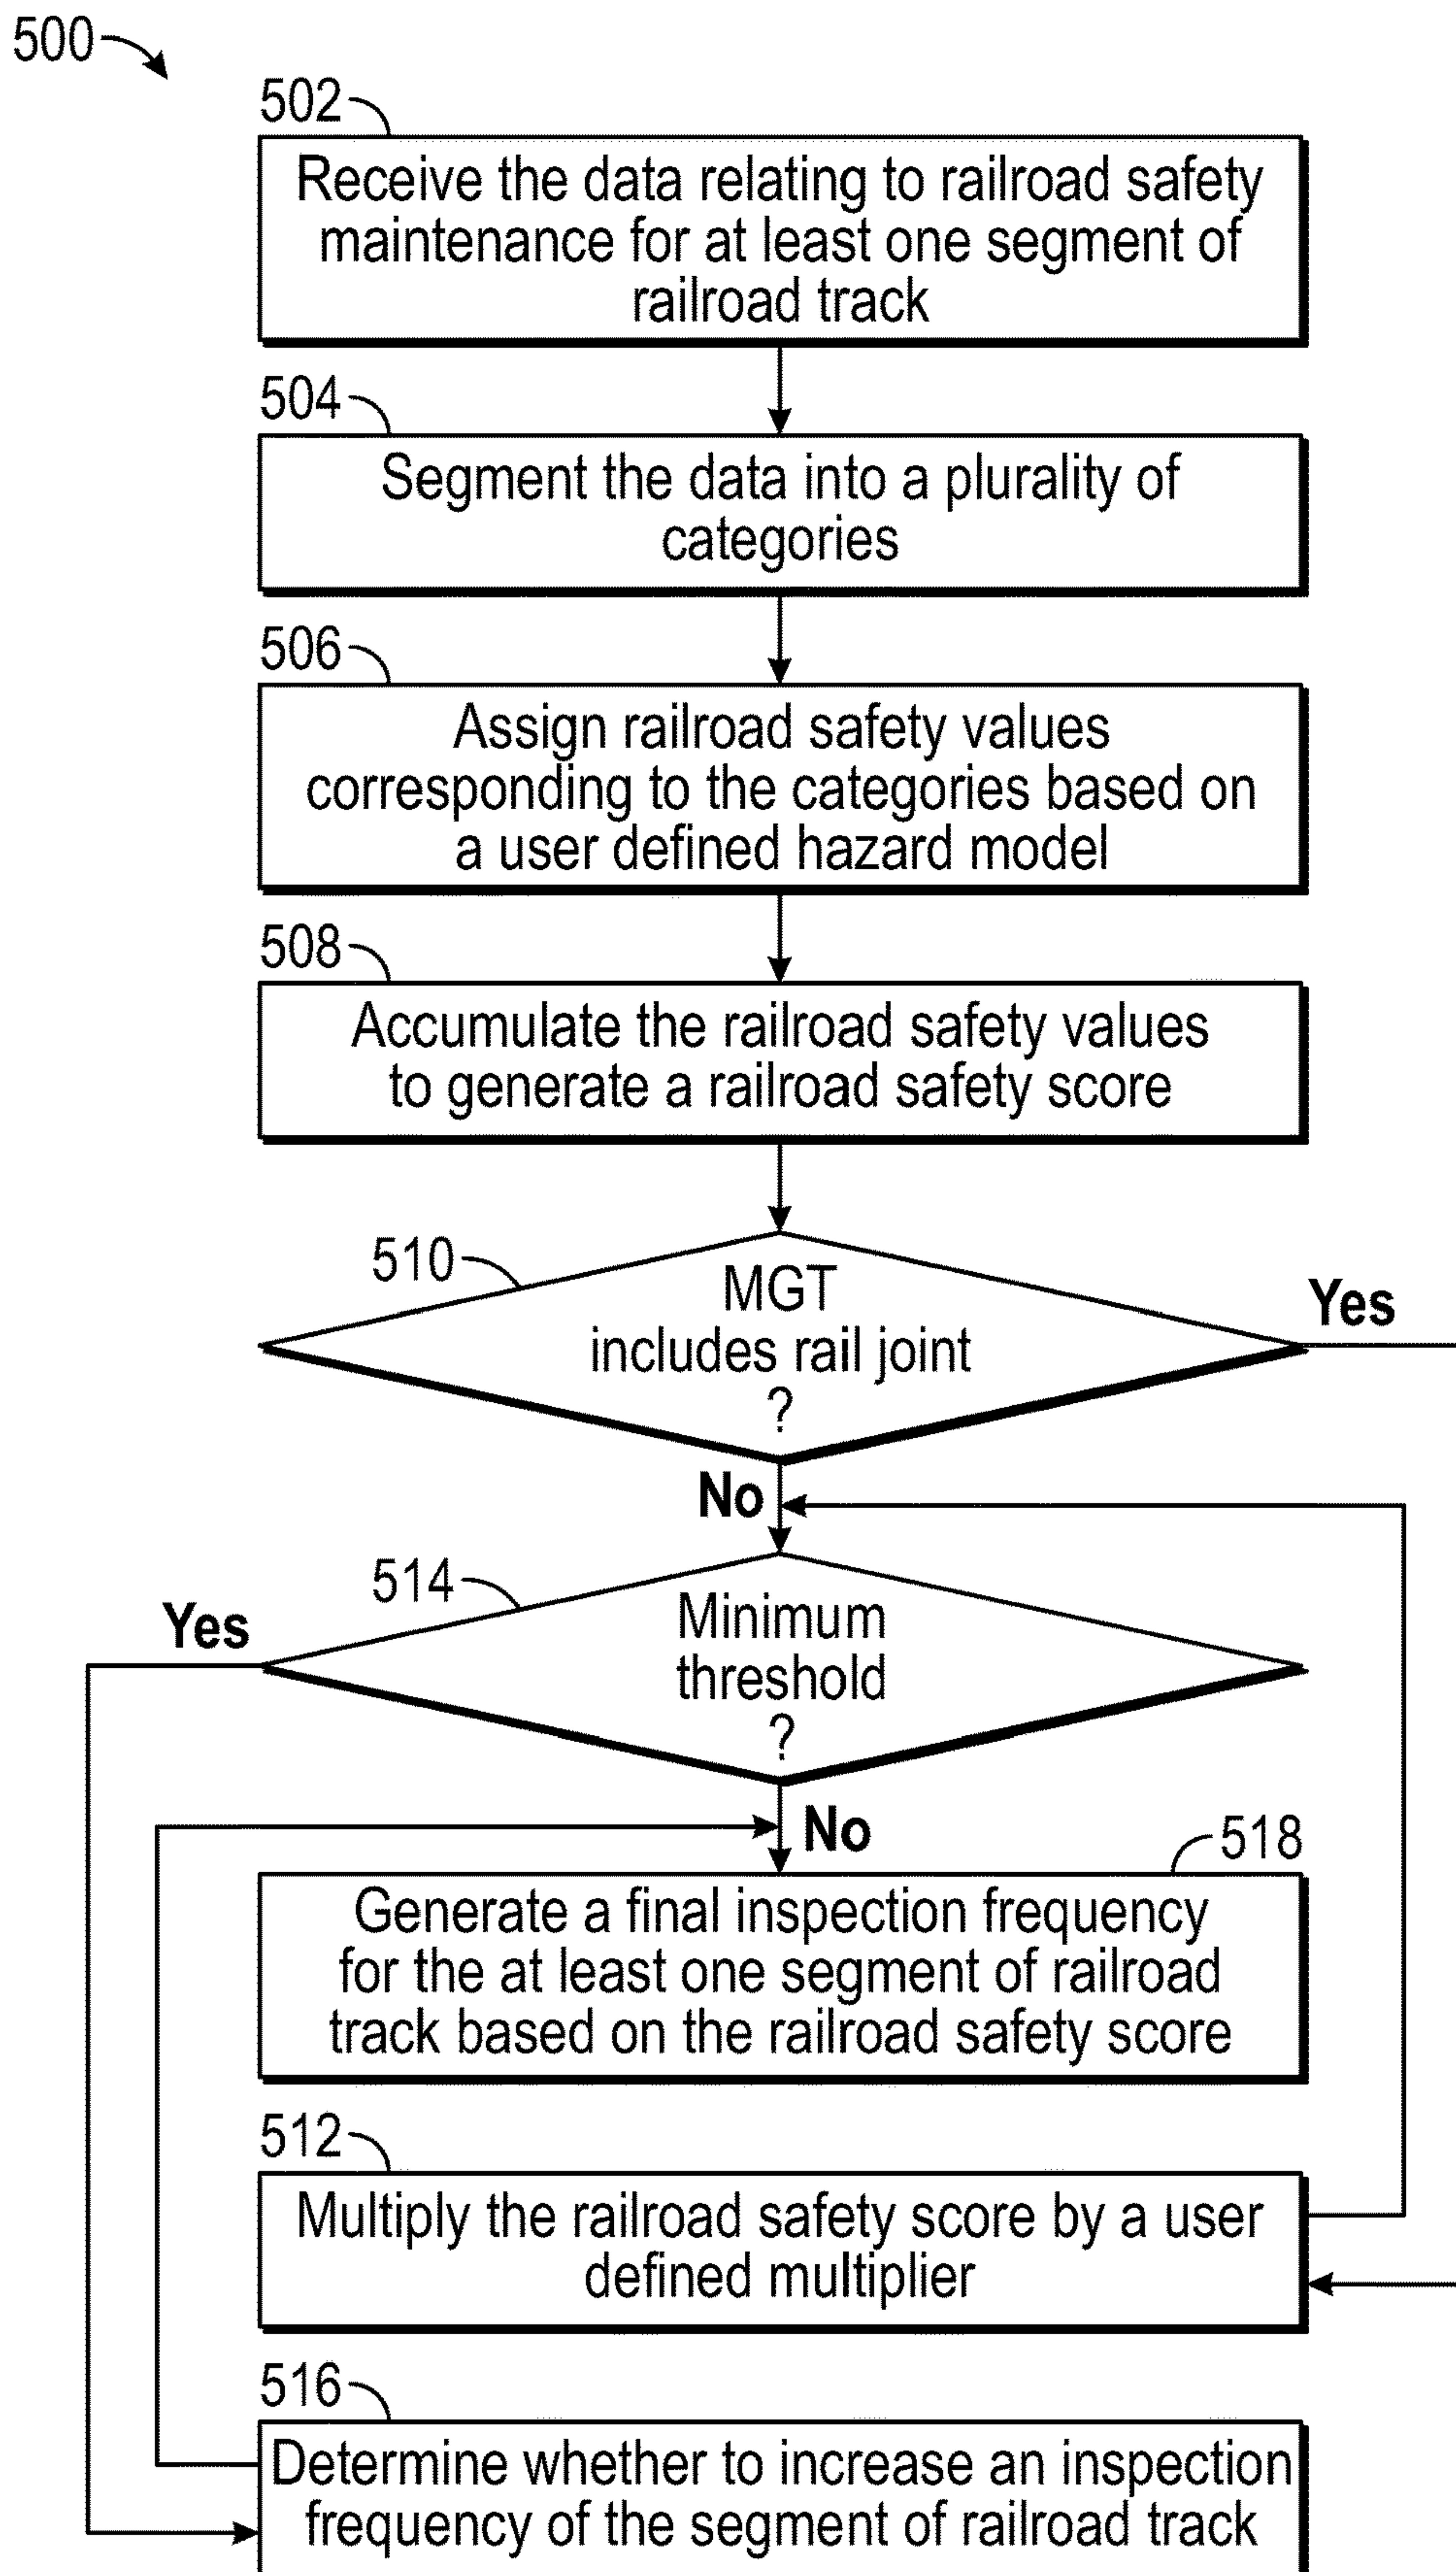 500
502
Receive the data relating to railroad safety
maintenance for at least one segment of
railroad track
504
Segment the data into a plurality of
categories
506
Assign railroad safety values
corresponding to the categories based on
a user defined hazard model
508
Accumulate the railroad safety values
to generate a railroad safety score
510
MGT
includes rail joint
?
Yes
No
514
Minimum
threshold
?
Yes
No
518
Generate a final inspection frequency
for the at least one segment of railroad
track based on the railroad safety score
512
Multiply the railroad safety score by a user
defined multiplier
516
Determine whether to increase an inspection
frequency of the segment of railroad track